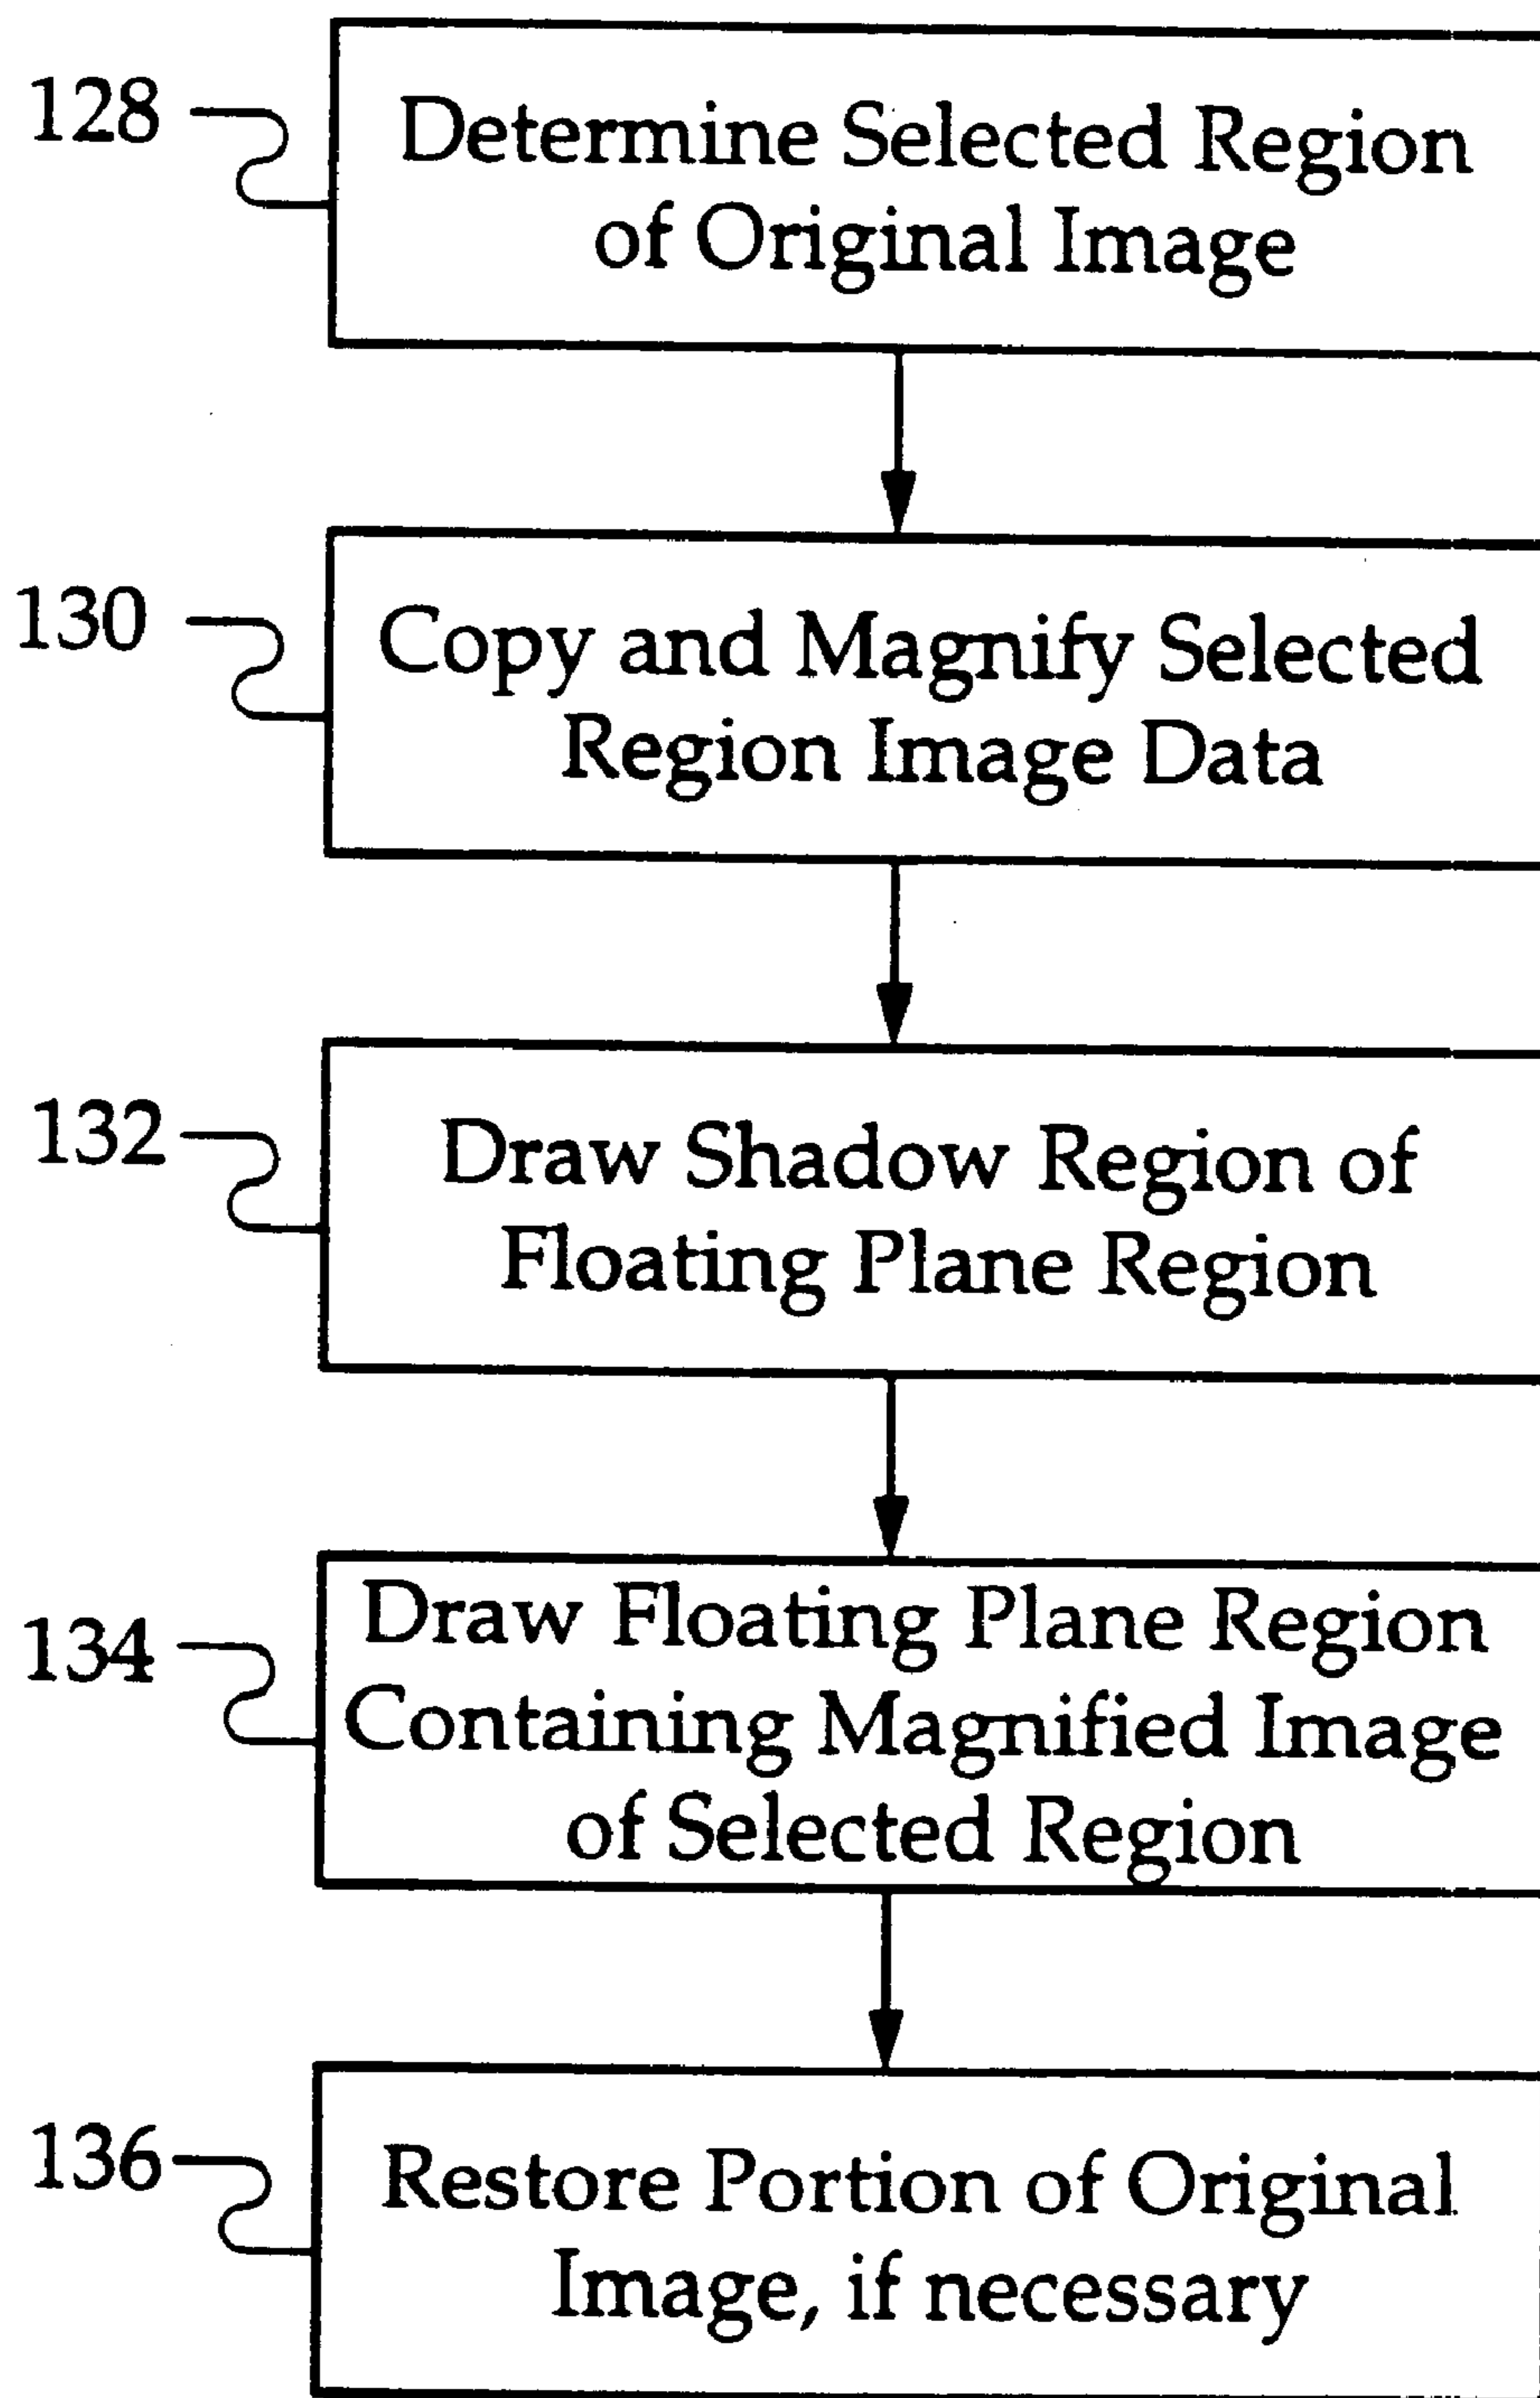 128
Determine Selected Region
of Original Image
130
Copy and Magnify Selected
Region Image Data
132
Draw Shadow Region of
Floating Plane Region
134
Draw Floating Plane Region
Containing Magnified Image
of Selected Region
136
Restore Portion of Original
Image, if necessary